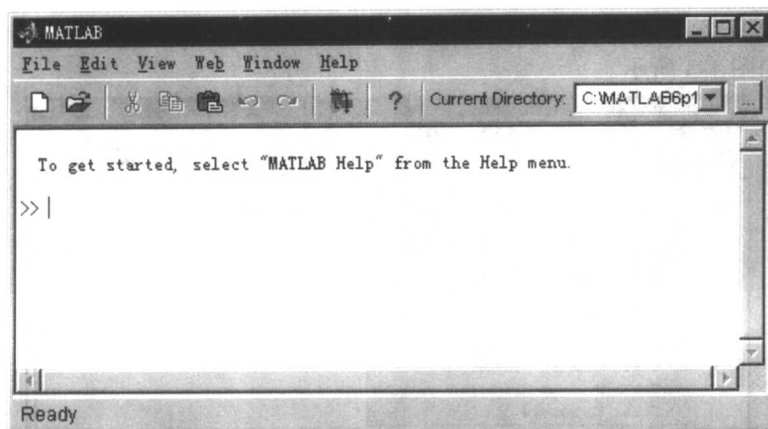 MATLAB
File Edit View Web Window Help
? Current Directory: C:\MATLAB6p1 ...
To get started, select "MATLAB Help" from the Help menu.
>>
Ready